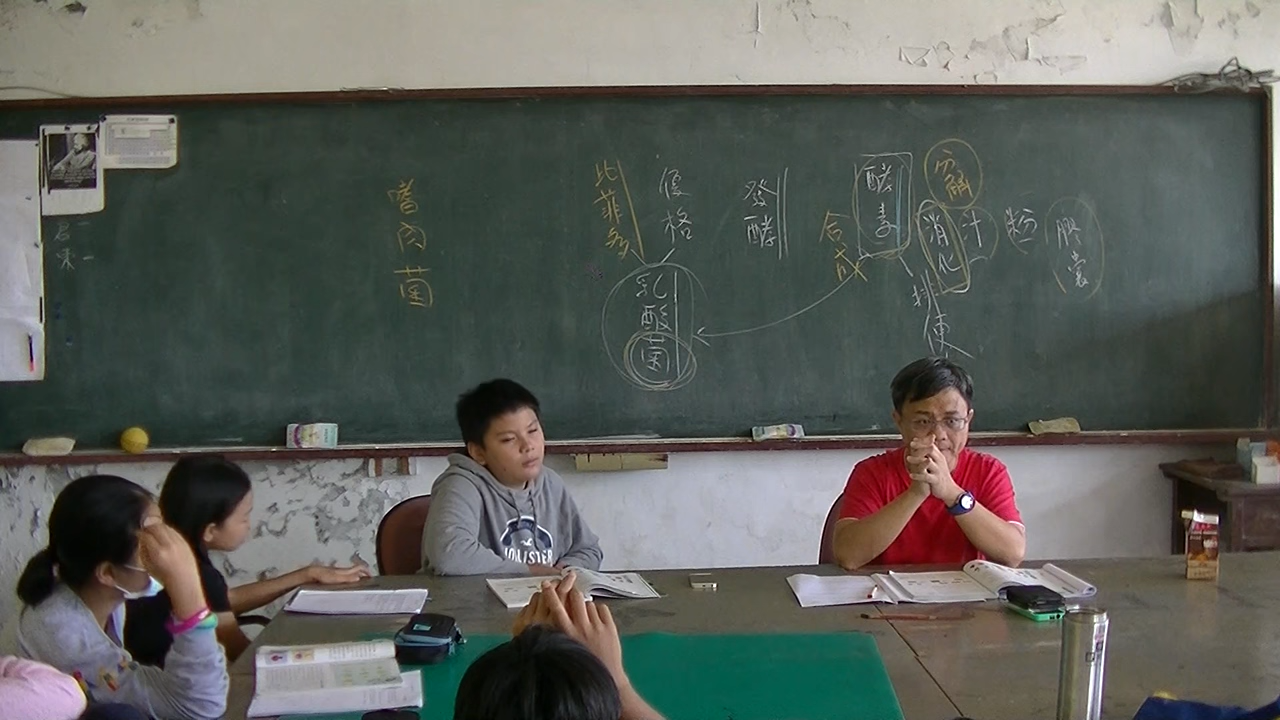 嗜肉菌
比菲多
優格
乳酸菌
發酵
合成
酵素
分解
消化
汁
排便
粉
膠囊
HOLLISTER